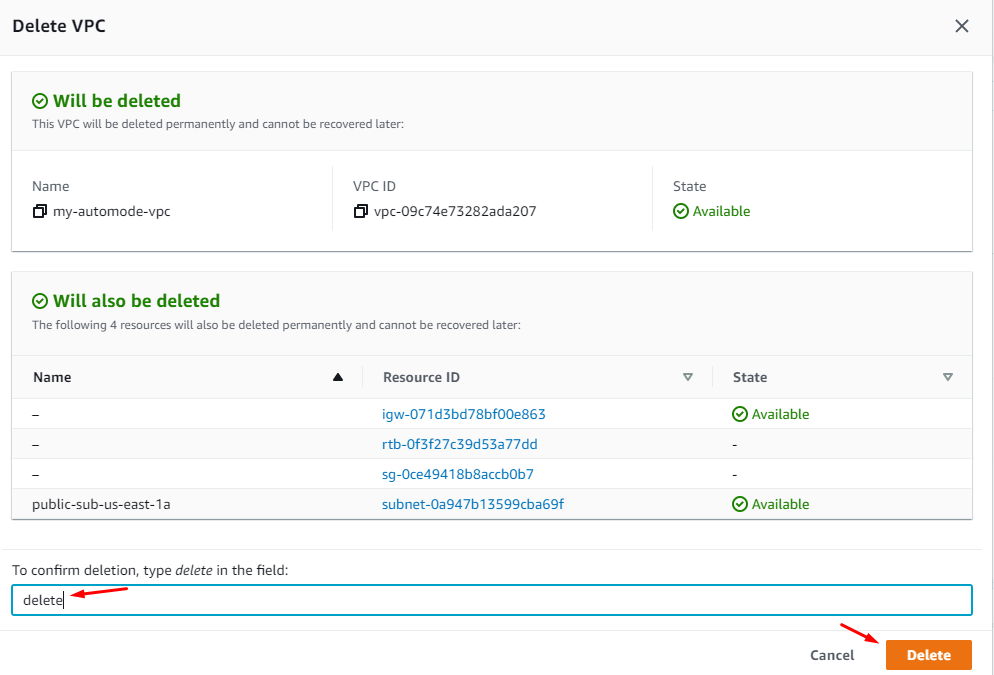 Delete VPC
Will be deleted
This VPC will be deleted permanently and cannot be recovered later:
Name VPC ID State
my-automode-vpc vpc-09c74e73282ada207 Available
Will also be deleted
The following 4 resources will also be deleted permanently and cannot be recovered later:
Name Resource ID State
– igw-071d3bd78bf00e863 Available
– rtb-0f3f27c39d53a77dd -
– sg-0ce49418b8accb0b7 -
public-sub-us-east-1a subnet-0a947b13599cba69f Available
To confirm deletion, type delete in the field:
delete
Cancel Delete